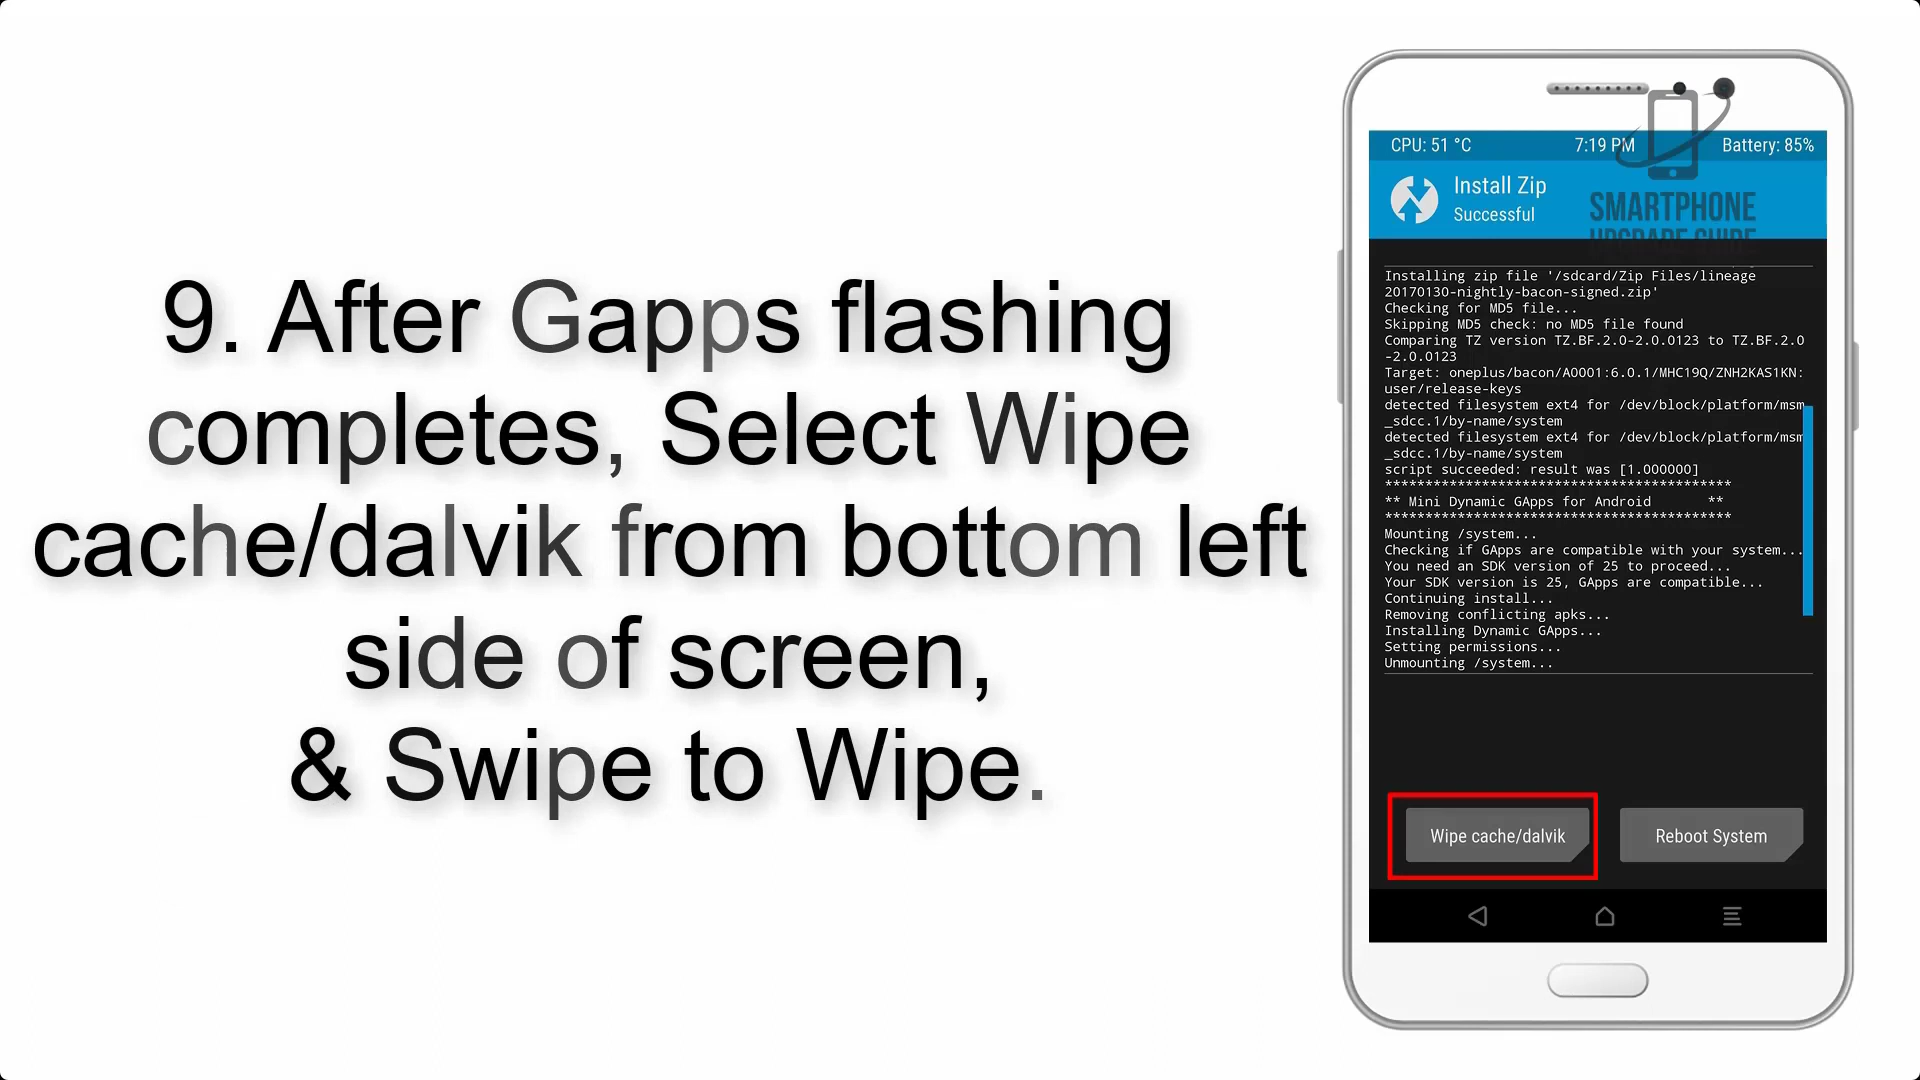 9. After Gapps flashing
completes, Select Wipe
cache/dalvik from bottom left
side of screen,
& Swipe to Wipe.
CPU: 51 °C 7:19 PM Battery: 85%
Install Zip
Successful
SMARTPHONE
UPGRADE GUIDE
Installing zip file '/sdcard/Zip Files/lineage
20170130-nightly-bacon-signed.zip'
Checking for MD5 file...
Skipping MD5 check: no MD5 file found
Comparing TZ version TZ.BF.2.0-2.0.0123 to TZ.BF.2.0
-2.0.0123
Target: oneplus/bacon/A0001:6.0.1/MHC19Q/ZNH2KAS1KN:
user/release-keys
detected filesystem ext4 for /dev/block/platform/msm
_sdcc.1/by-name/system
detected filesystem ext4 for /dev/block/platform/msm
_sdcc.1/by-name/system
script succeeded: result was [1.000000]
******************************************
** Mini Dynamic GApps for Android **
******************************************
Mounting /system...
Checking if GApps are compatible with your system...
You need an SDK version of 25 to proceed...
Your SDK version is 25, GApps are compatible...
Continuing install...
Removing conflicting apks...
Installing Dynamic GApps...
Setting permissions...
Unmounting /system...
Wipe cache/dalvik Reboot System